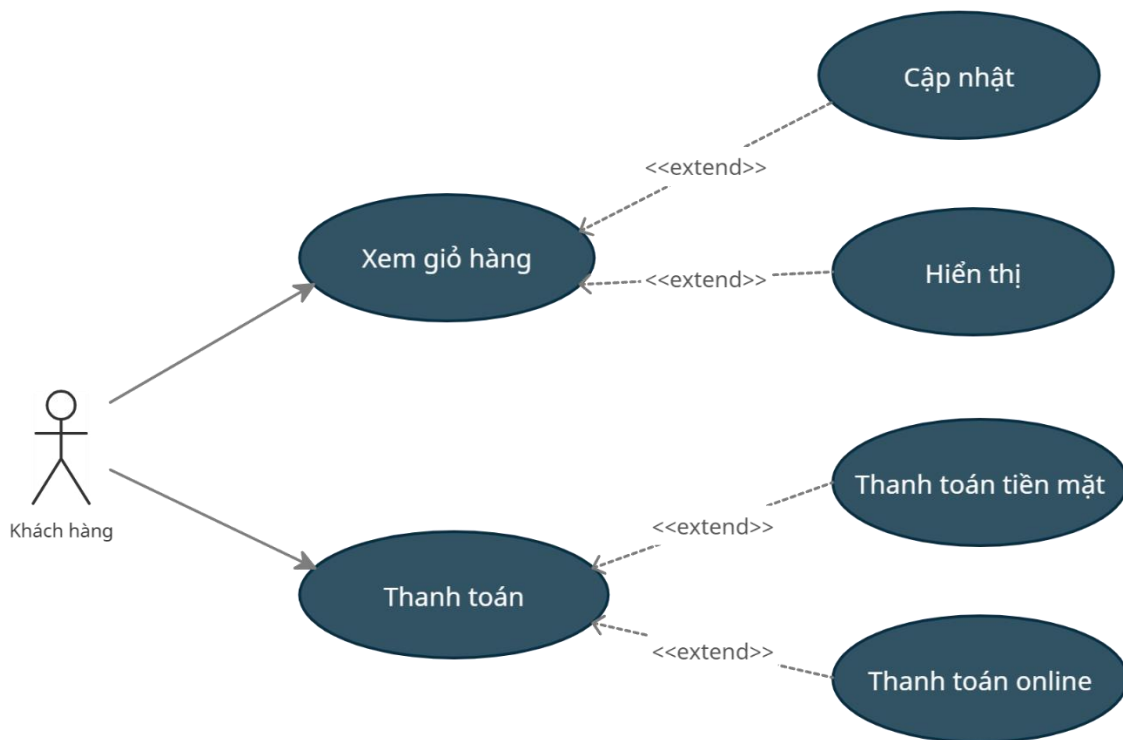 Cập nhật
<<extend>>
Xem giỏ hàng
<<extend>>
Hiển thị
Khách hàng
Thanh toán tiền mặt
<<extend>>
Thanh toán
<<extend>>
Thanh toán online